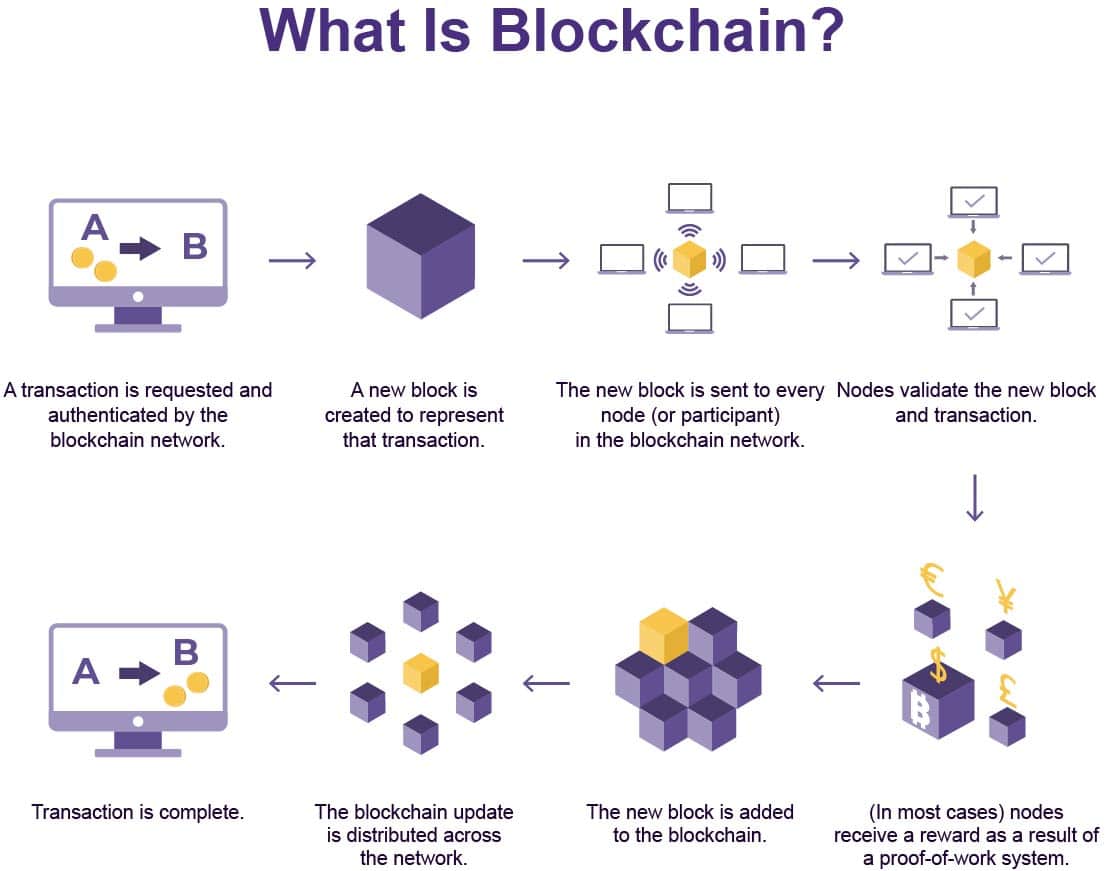 What Is Blockchain?
A
B
A transaction is requested and
authenticated by the
blockchain network.
A new block is
created to represent
that transaction.
The new block is sent to every
node (or participant)
in the blockchain network.
Nodes validate the new block
and transaction.
€
¥
$
£
₿
(In most cases) nodes
receive a reward as a result of
a proof-of-work system.
The new block is added
to the blockchain.
The blockchain update
is distributed across
the network.
A
B
Transaction is complete.